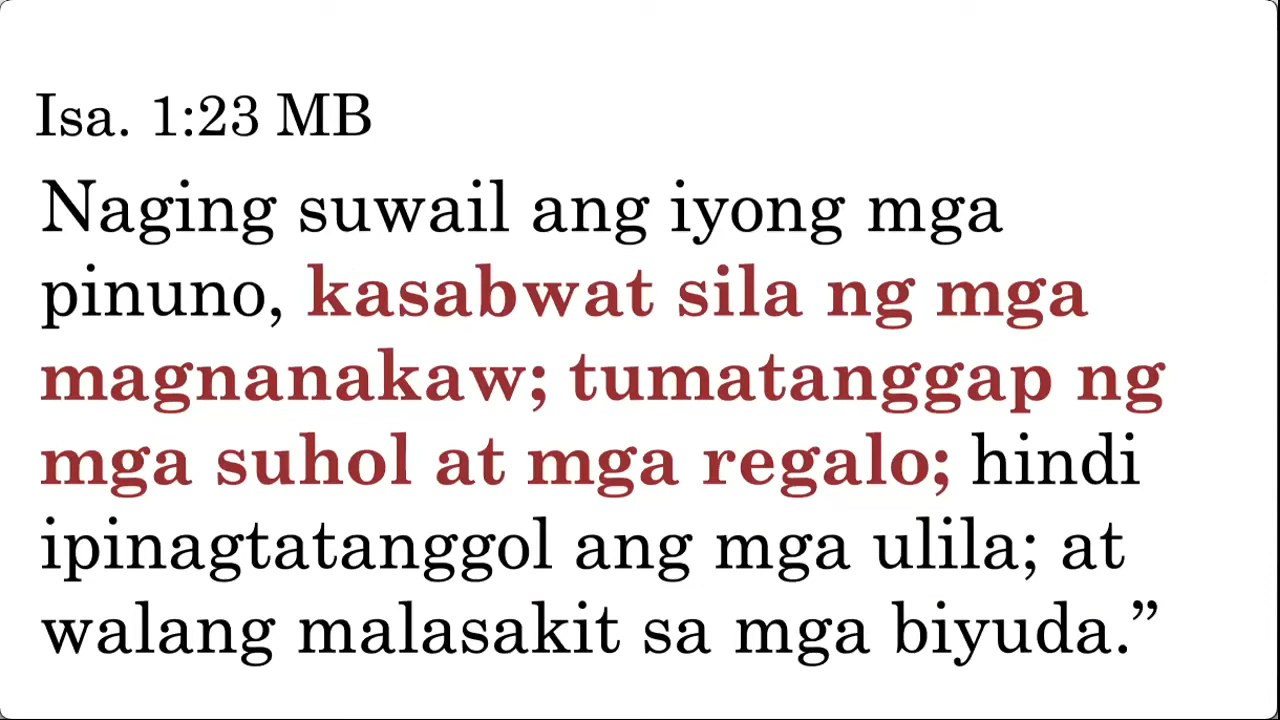 Isa. 1:23 MB
Naging suwail ang iyong mga
pinuno, kasabwat sila ng mga
magnanakaw; tumatanggap ng
mga suhol at mga regalo; hindi
ipinagtatanggol ang mga ulila; at
walang malasakit sa mga biyuda.”